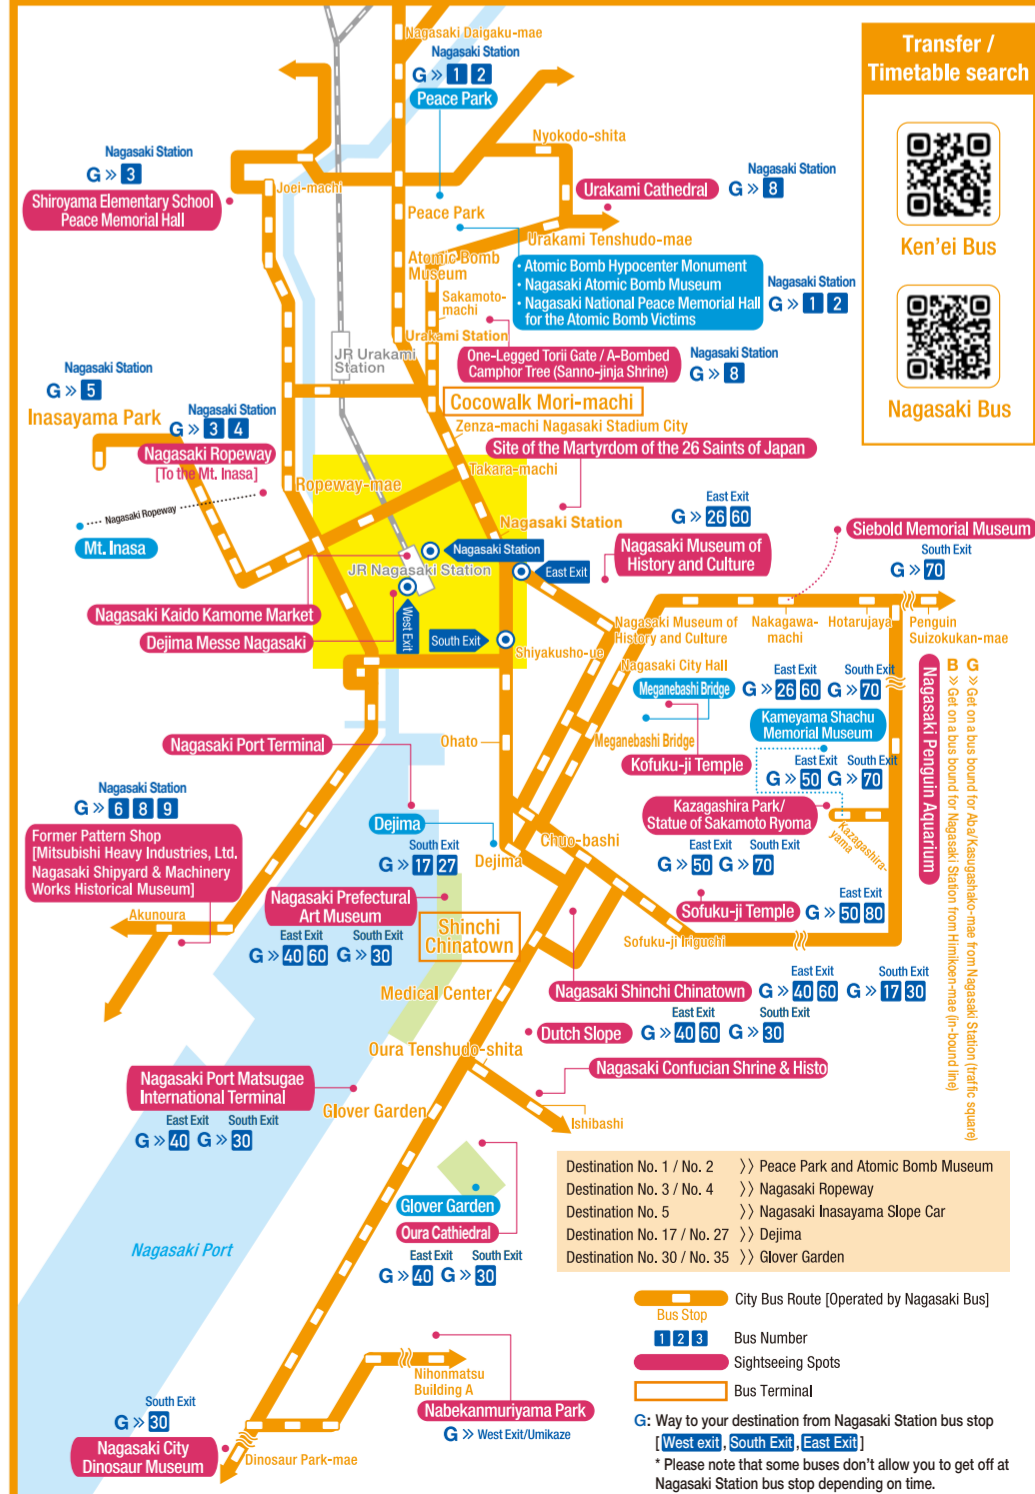 Nagasaki Daigaku-mae
Nagasaki Station
G » 1 2
Peace Park
Transfer /
Timetable search
Ken'ei Bus
Nagasaki Bus
Nyokodo-shita
Nagasaki Station
G » 3
Shiroyama Elementary School
Peace Memorial Hall
Joei-machi
Peace Park
Nagasaki Station
Urakami Cathedral G » 8
Urakami Tenshudo-mae
Atomic Bomb
Museum
• Atomic Bomb Hypocenter Monument
• Nagasaki Atomic Bomb Museum
• Nagasaki National Peace Memorial Hall
for the Atomic Bomb Victims
Nagasaki Station
G » 1 2
Sakamoto-
machi
Urakami Station
JR Urakami
Station
One-Legged Torii Gate / A-Bombed
Camphor Tree (Sanno-jinja Shrine)
Nagasaki Station
G » 8
Nagasaki Station
G » 5
Inasayama Park
Nagasaki Station
G » 3 4
Nagasaki Ropeway
[To the Mt. Inasa]
Cocowalk Mori-machi
Zenza-machi Nagasaki Stadium City
Site of the Martyrdom of the 26 Saints of Japan
Takara-machi
Ropeway-mae
Nagasaki Ropeway
Mt. Inasa
Nagasaki Station
Nagasaki Station
East Exit
JR Nagasaki Station
West Exit
South Exit
East Exit
G » 26 60
Nagasaki Museum of
History and Culture
Siebold Memorial Museum
South Exit
G » 70
Nagasaki Kaido Kamome Market
Dejima Messe Nagasaki
Shiyakusho-ue
Nagasaki Museum of
History and Culture
Nakagawa-
machi
Hotarujaya
Penguin
Suizokukan-mae
Nagasaki City Hall
Meganebashi Bridge
East Exit South Exit
G » 26 60 G » 70
Meganebashi Bridge
Kofuku-ji Temple
Kameyama Shachu
Memorial Museum
East Exit South Exit
G » 50 G » 70
Nagasaki Penguin Aquarium
G » Get on a bus bound for Aba/Kasugashako-mae from Nagasaki Station (traffic square)
B » Get on a bus bound for Nagasaki Station from Himikoen-mae (in-bound line)
Nagasaki Port Terminal
Ohato
Kazagashira Park/
Statue of Sakamoto Ryoma
Kazagashira-
yama
East Exit South Exit
G » 50 G » 70
Nagasaki Station
G » 6 8 9
Former Pattern Shop
[Mitsubishi Heavy Industries, Ltd.
Nagasaki Shipyard & Machinery
Works Historical Museum]
Akunoura
Dejima
South Exit
G » 17 27
Dejima
Chuo-bashi
Nagasaki Prefectural
Art Museum
East Exit South Exit
G » 40 60 G » 30
Shinchi
Chinatown
Sofuku-ji Temple
East Exit
G » 50 80
Sofuku-ji Iriguchi
Nagasaki Shinchi Chinatown
East Exit South Exit
G » 40 60 G » 17 30
Medical Center
Dutch Slope
East Exit South Exit
G » 40 60 G » 30
Oura Tenshudo-shita
Nagasaki Confucian Shrine & Histo
Nagasaki Port Matsugae
International Terminal
East Exit South Exit
G » 40 G » 30
Glover Garden
Ishibashi
Glover Garden
Oura Cathiedral
East Exit South Exit
G » 40 G » 30
Nagasaki Port
Destination No. 1 / No. 2 〉〉 Peace Park and Atomic Bomb Museum
Destination No. 3 / No. 4 〉〉 Nagasaki Ropeway
Destination No. 5 〉〉 Nagasaki Inasayama Slope Car
Destination No. 17 / No. 27 〉〉 Dejima
Destination No. 30 / No. 35 〉〉 Glover Garden
City Bus Route [Operated by Nagasaki Bus]
Bus Stop
1 2 3 Bus Number
Sightseeing Spots
Bus Terminal
G: Way to your destination from Nagasaki Station bus stop
[West exit, South Exit, East Exit]
* Please note that some buses don't allow you to get off at
Nagasaki Station bus stop depending on time.
Nihonmatsu
Building A
Nabekanmuriyama Park
G » West Exit/Umikaze
South Exit
G » 30
Nagasaki City
Dinosaur Museum
Dinosaur Park-mae